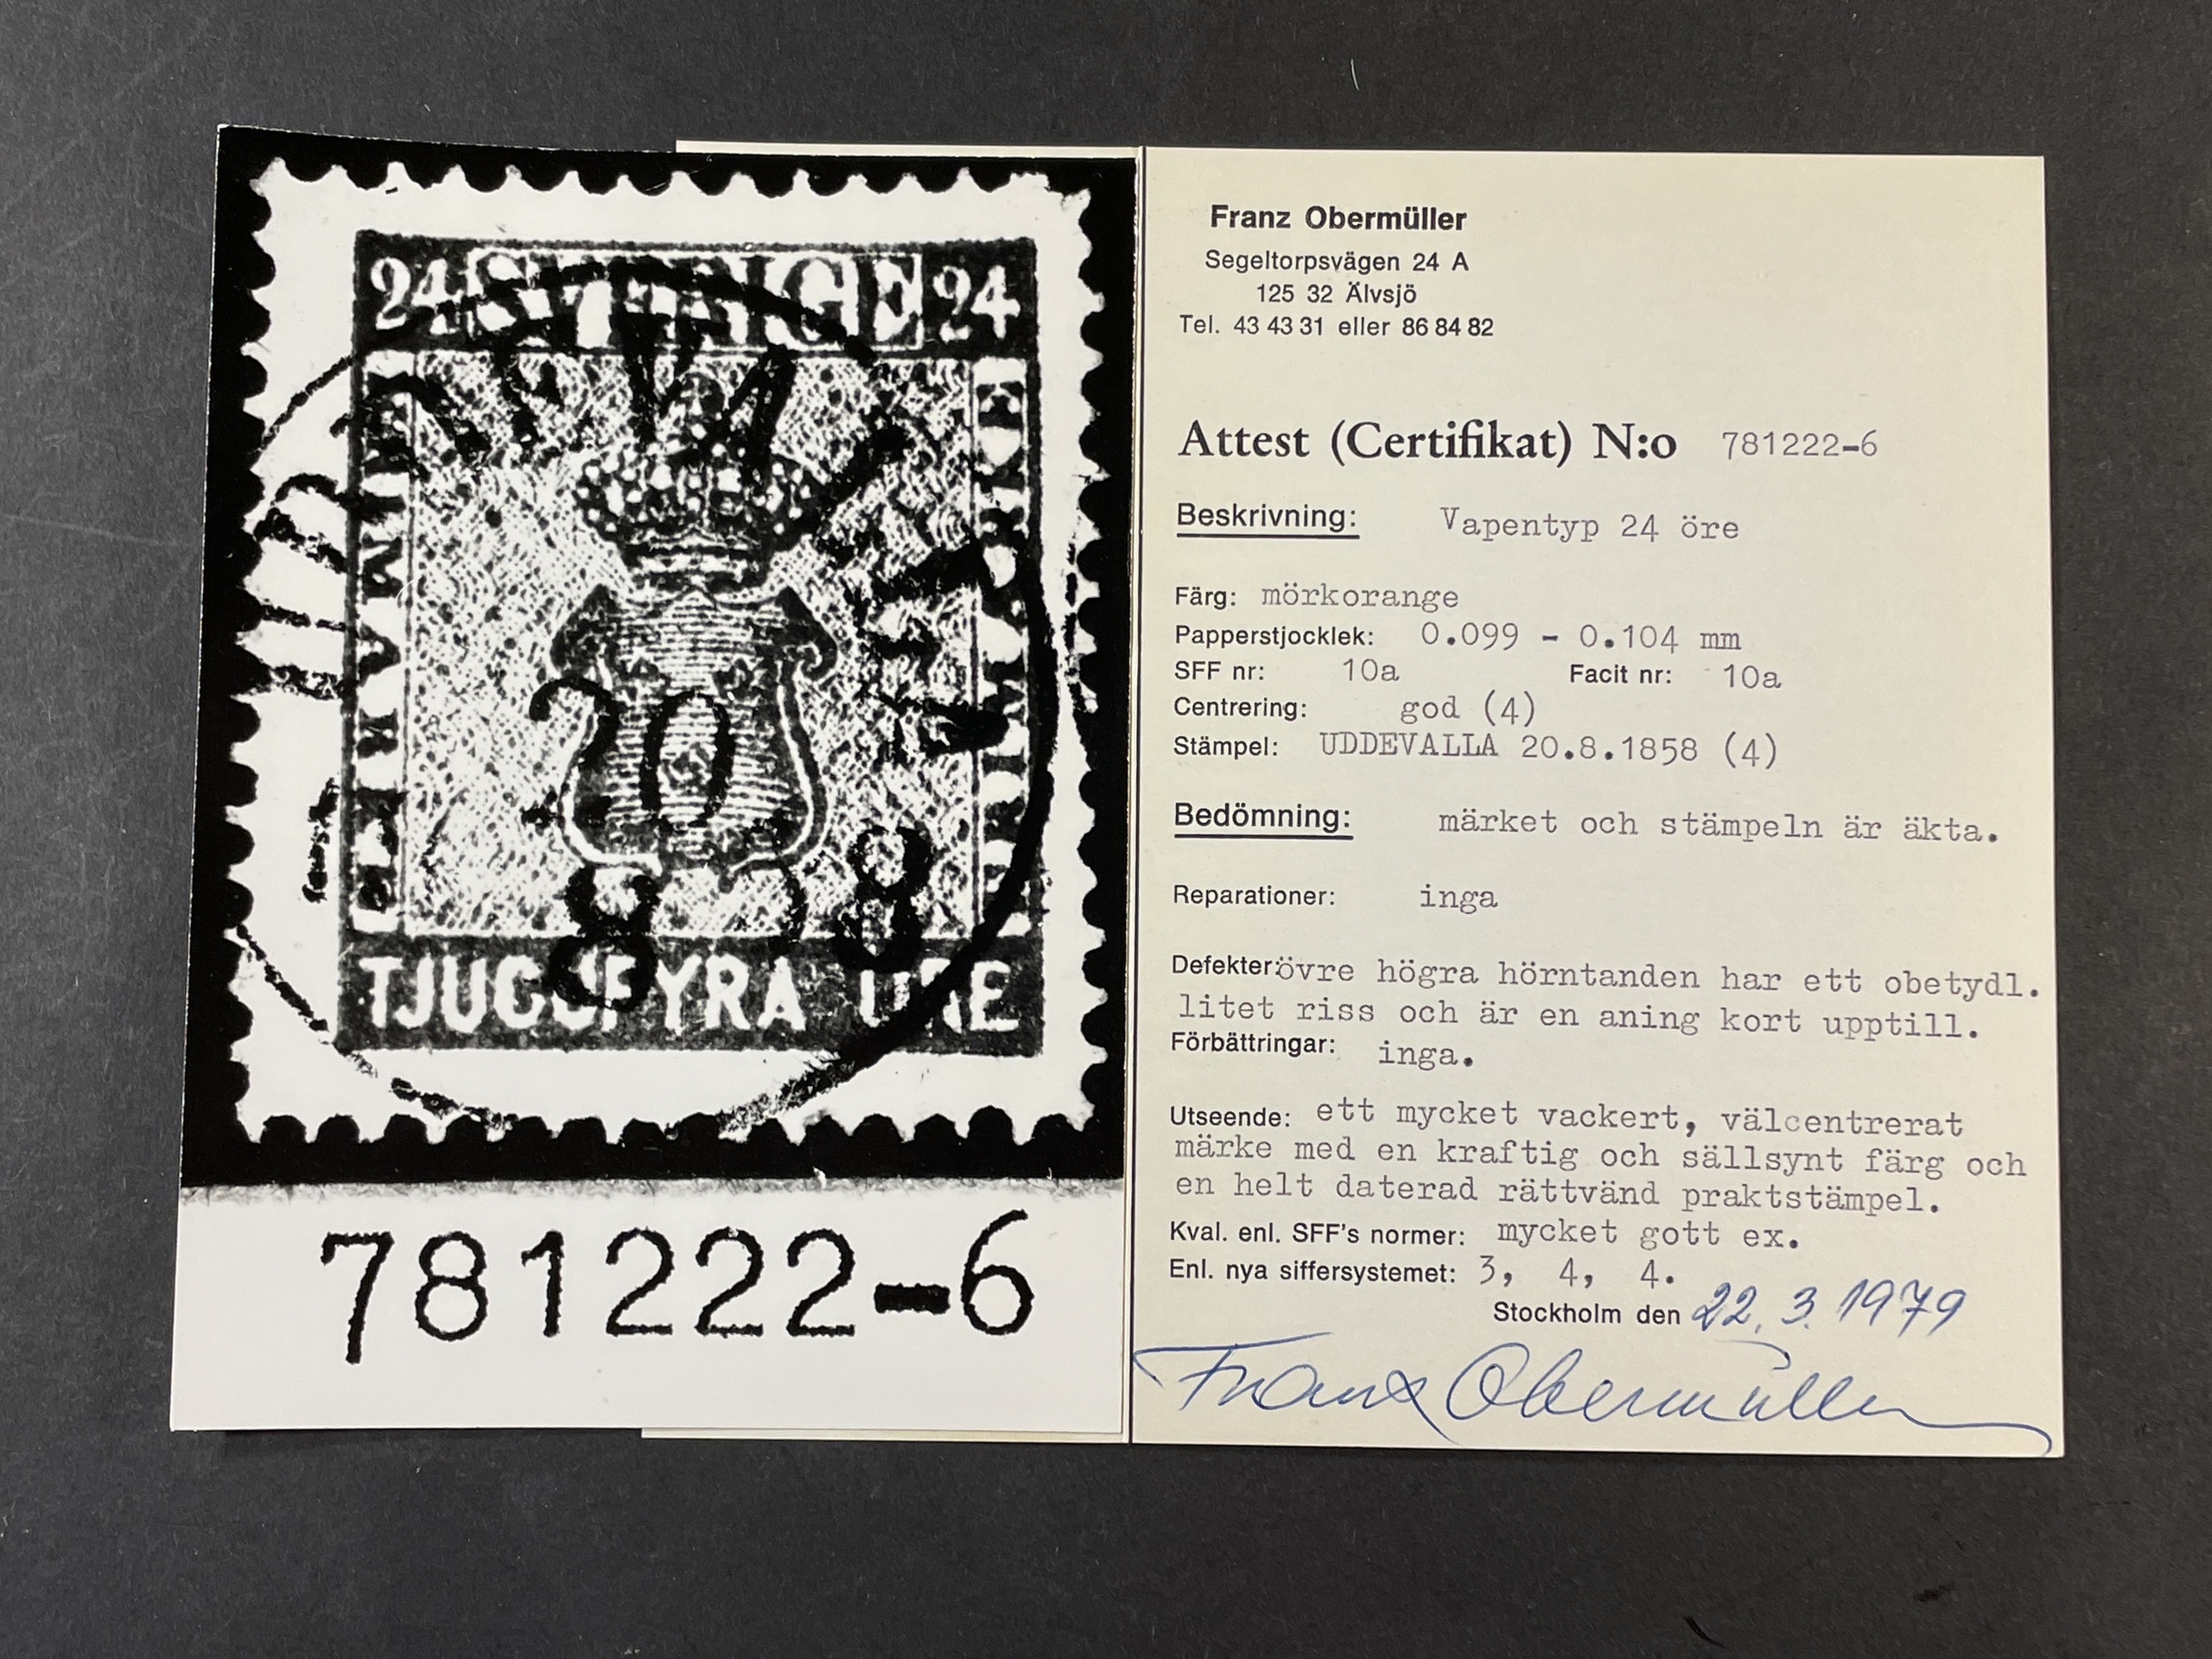 24 SVERIGE 24
FRIMÄRKE
FRIMÄRKE
20
8 1858
TJUGOFYRA ÖRE
781222-6
Franz Obermüller
Segeltorpsvägen 24 A
125 32 Älvsjö
Tel. 43 43 31 eller 86 84 82
Attest (Certifikat) N:o 781222-6
Beskrivning: Vapentyp 24 öre
Färg: mörkorange
Papperstjocklek: 0.099 - 0.104 mm
SFF nr: 10a Facit nr: 10a
Centrering: god (4)
Stämpel: UDDEVALLA 20.8.1858 (4)
Bedömning: märket och stämpeln är äkta.
Reparationer: inga
Defekter: övre högra hörntanden har ett obetydl.
litet riss och är en aning kort upptill.
Förbättringar: inga.
Utseende: ett mycket vackert, välcentrerat
märke med en kraftig och sällsynt färg och
en helt daterad rättvänd praktstämpel.
Kval. enl. SFF's normer: mycket gott ex.
Enl. nya siffersystemet: 3, 4, 4.
Stockholm den 22. 3. 1979
Franz Obermüller